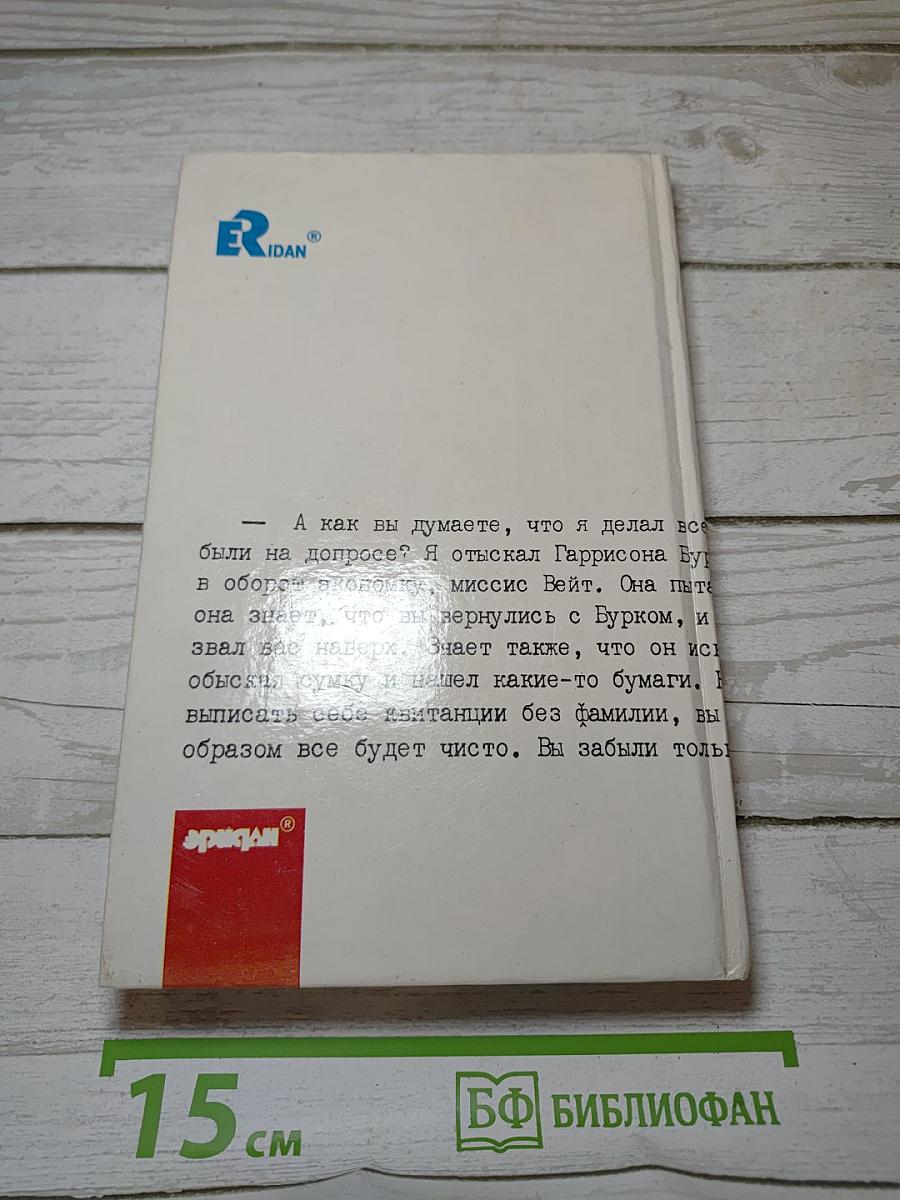 ERIDAN®
— А как вы думаете, что я делал все
были на допросе? Я отыскал Гаррисона Бур
в оборот экономку, миссис Вейт. Она пыта
она знает, что вы вернулись с Бурком, и
звал вас наверх. Знает также, что он иск
обыскал сумку и нашел какие-то бумаги.
выписать себе квитанции без фамилии, вы
образом все будет чисто. Вы забыли толь
эридан®
15 см
БФ БИБЛИОФАН